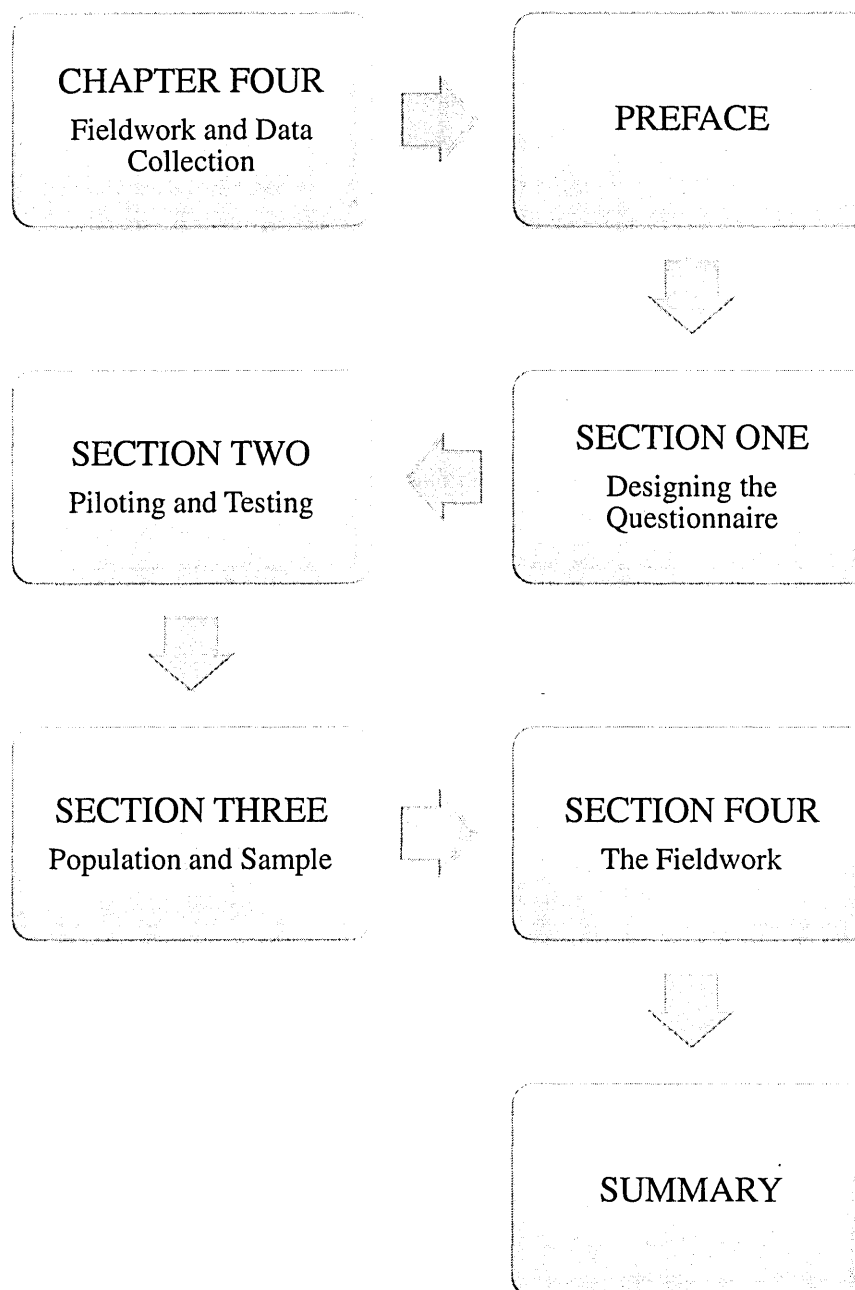 CHAPTER FOUR
Fieldwork and Data
Collection
PREFACE
SECTION ONE
Designing the
Questionnaire
SECTION TWO
Piloting and Testing
SECTION THREE
Population and Sample
SECTION FOUR
The Fieldwork
SUMMARY